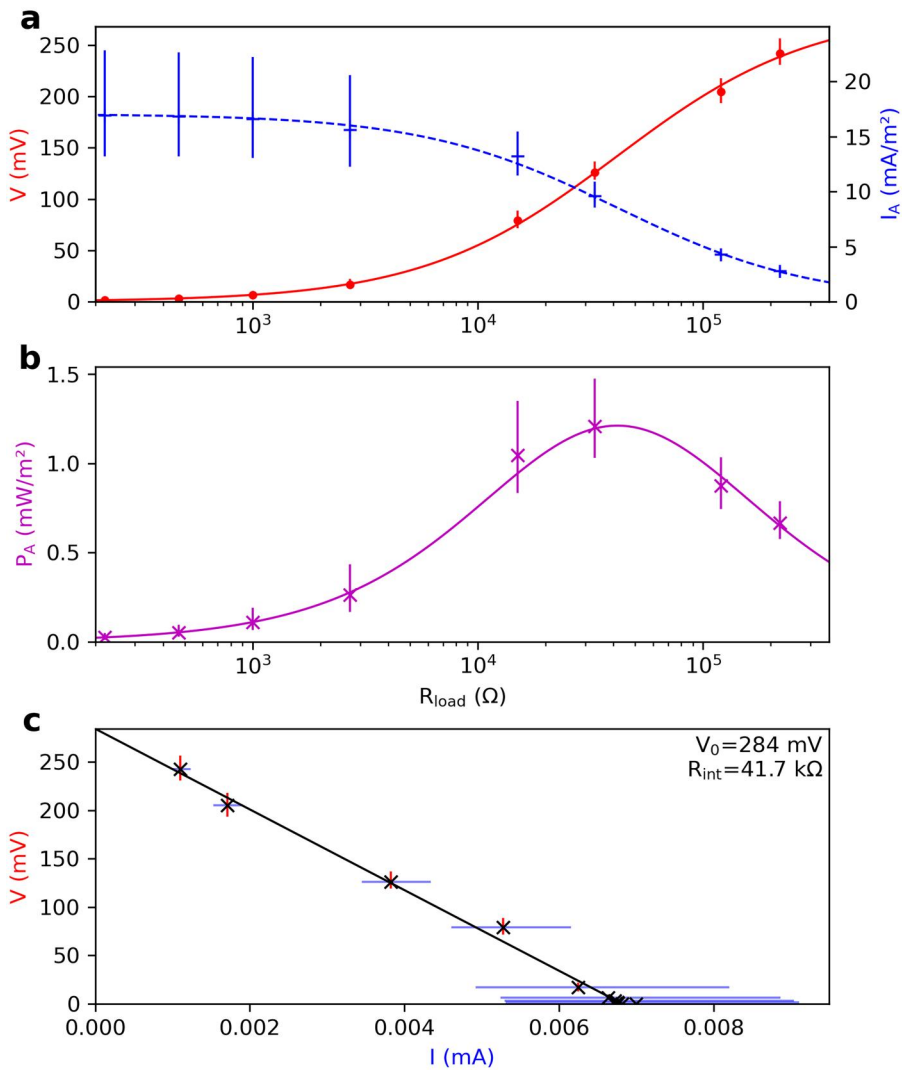 a
250
200
150
100
50
0
V (mV)
20
15
10
5
0
I_A (mA/m²)
10³
10⁴
10⁵
b
1.5
1.0
0.5
0.0
P_A (mW/m²)
10³
10⁴
10⁵
R_load (Ω)
c
V₀=284 mV
R_int=41.7 kΩ
250
200
150
100
50
0
V (mV)
0.000
0.002
0.004
0.006
0.008
I (mA)